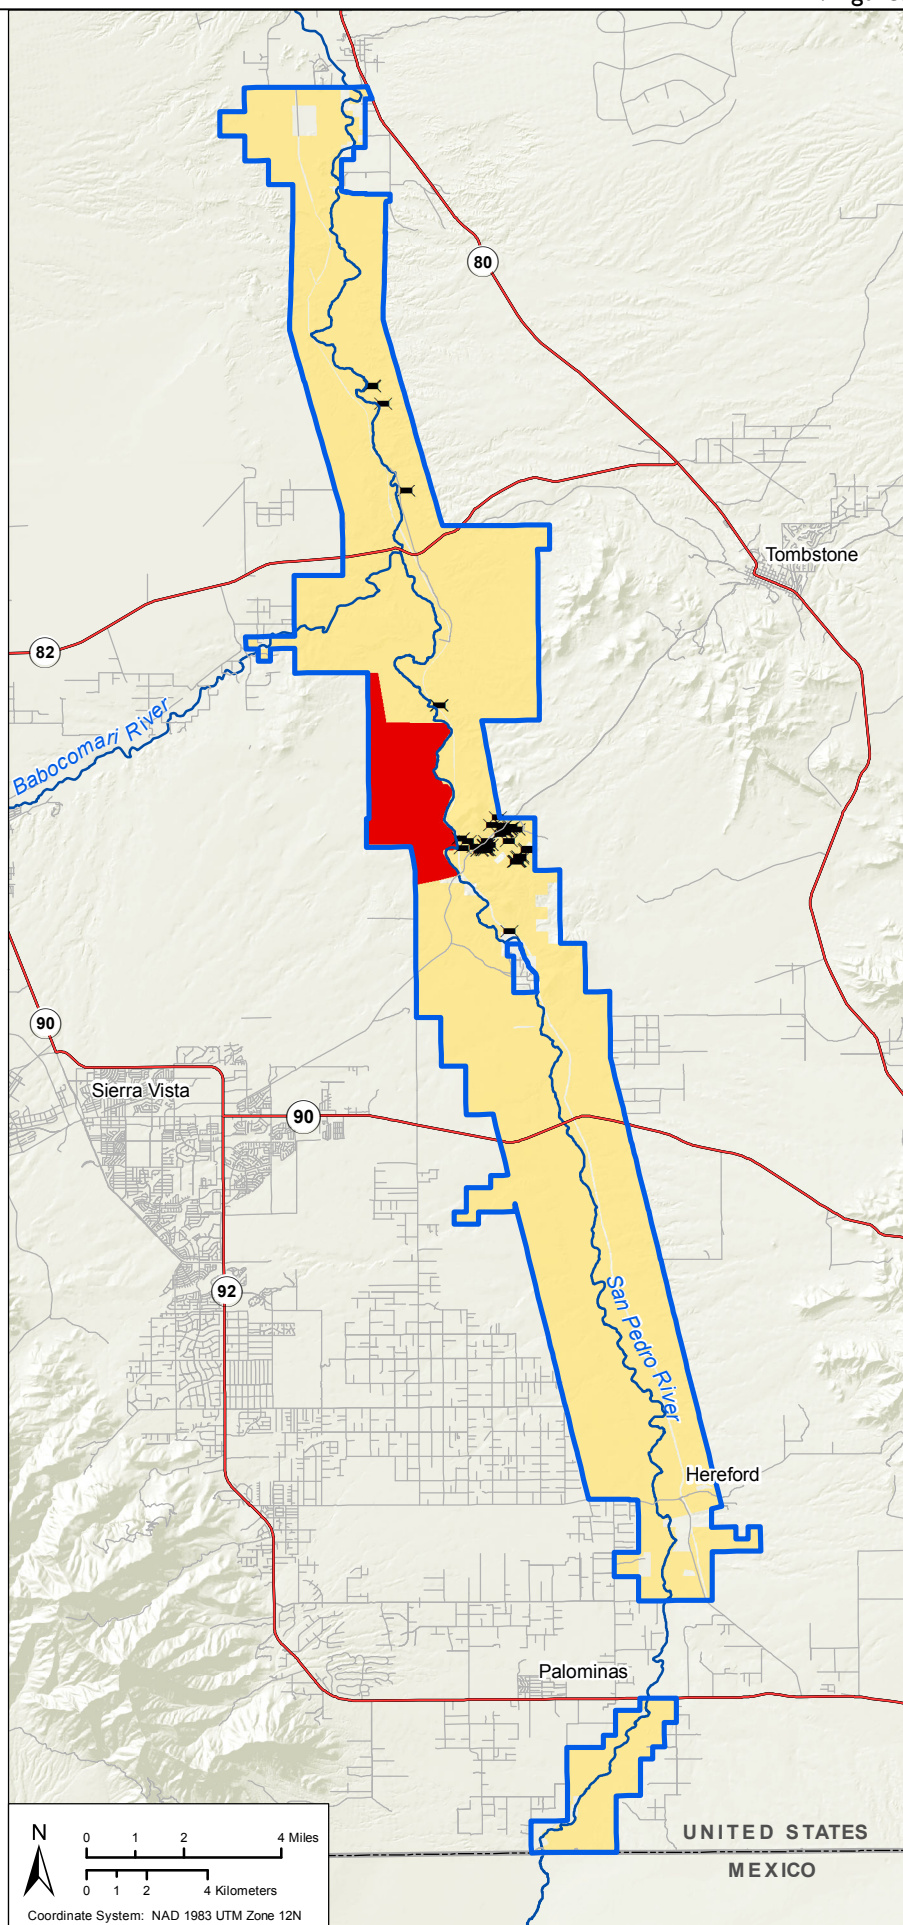 80
Tombstone
82
Babocomari River
90
Sierra Vista
90
92
San Pedro River
Hereford
Palominas
UNITED STATES
MEXICO
N
0 1 2 4 Miles
0 1 2 4 Kilometers
Coordinate System: NAD 1983 UTM Zone 12N